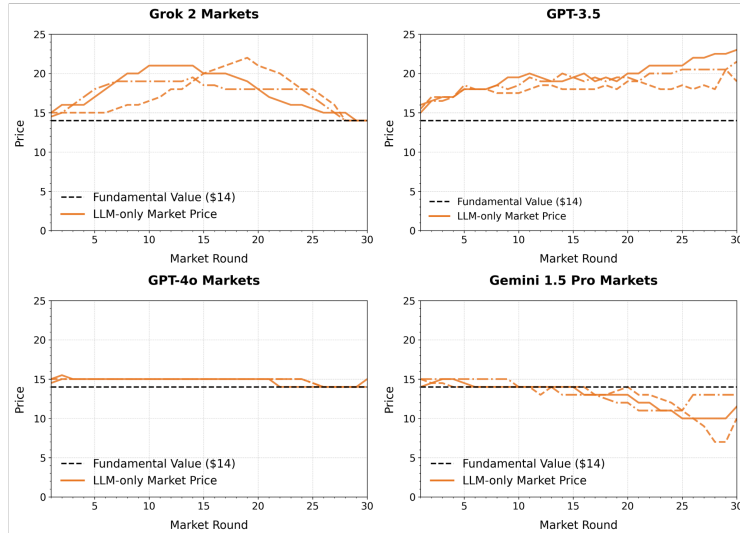 Grok 2 Markets
25
20
15
10
5
0
5
10
15
20
25
30
Price
Market Round
Fundamental Value ($14)
LLM-only Market Price
GPT-3.5
25
20
15
10
5
0
5
10
15
20
25
30
Price
Market Round
Fundamental Value ($14)
LLM-only Market Price
GPT-4o Markets
25
20
15
10
5
0
5
10
15
20
25
30
Price
Market Round
Fundamental Value ($14)
LLM-only Market Price
Gemini 1.5 Pro Markets
25
20
15
10
5
0
5
10
15
20
25
30
Price
Market Round
Fundamental Value ($14)
LLM-only Market Price